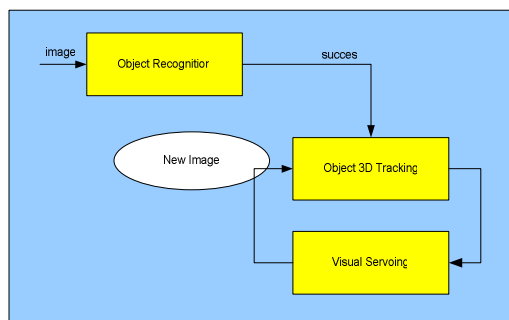 image
Object Recognitior
succes
New Image
Object 3D Tracking
Visual Servoing